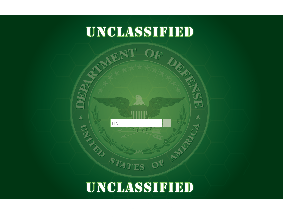 UNCLASSIFIED
DEPARTMENT OF DEFENSE
UNITED STATES OF AMERICA
UNCLASSIFIED